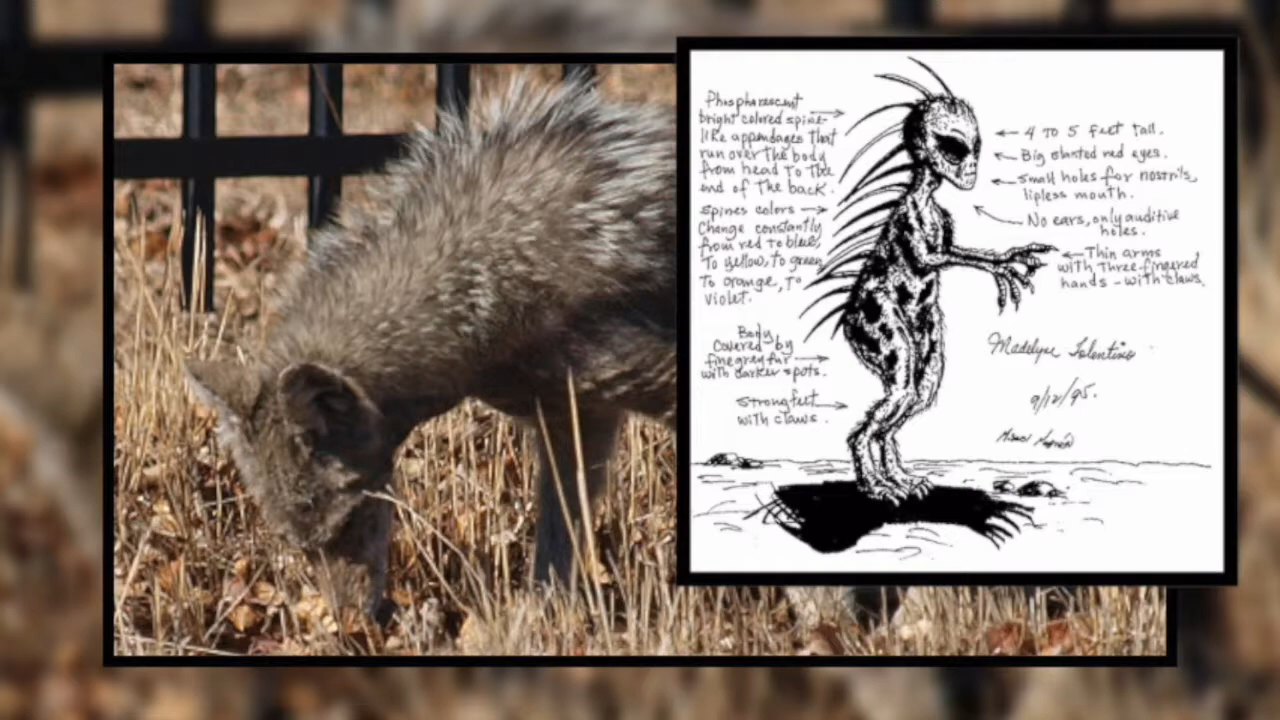 Phosphorescent
bright colored spine-
like appendages that
run over the body
from head to the
end of the back.
spines colors
Change constantly
from red to blue,
to yellow, to green
to orange, to
violet.
Body
covered by
fine grey fur
with darker spots.
Strong feet
with claws.
4 to 5 feet tall.
Big slanted red eyes.
Small holes for nostrils,
lipless mouth.
No ears, only auditive
holes.
Thin arms
with three-fingered
hands - with claws.
Madelyne Tolentino
9/12/95.